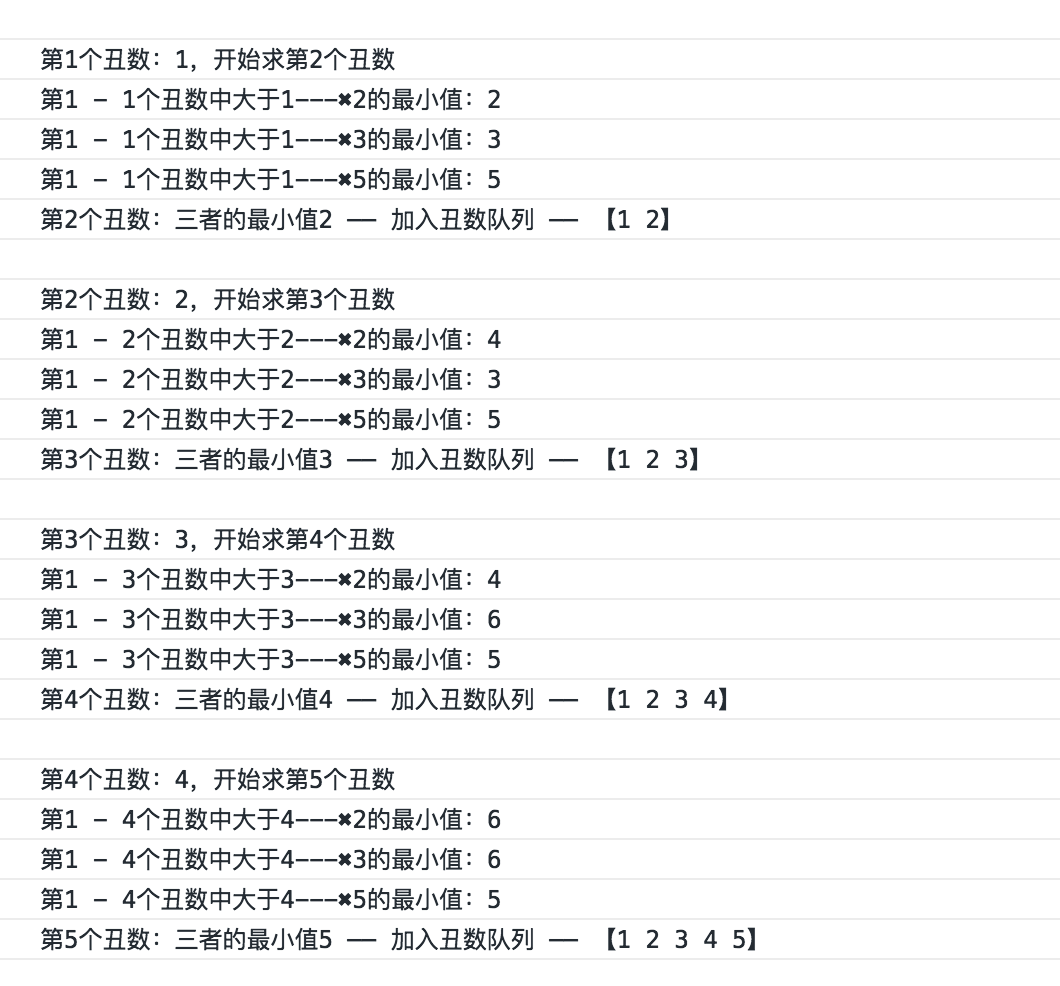 第1个丑数：1，开始求第2个丑数
第1 – 1个丑数中大于1---✖2的最小值：2
第1 – 1个丑数中大于1---✖3的最小值：3
第1 – 1个丑数中大于1---✖5的最小值：5
第2个丑数：三者的最小值2 —— 加入丑数队列 —— 【1 2】
第2个丑数：2，开始求第3个丑数
第1 – 2个丑数中大于2---✖2的最小值：4
第1 – 2个丑数中大于2---✖3的最小值：3
第1 – 2个丑数中大于2---✖5的最小值：5
第3个丑数：三者的最小值3 —— 加入丑数队列 —— 【1 2 3】
第3个丑数：3，开始求第4个丑数
第1 – 3个丑数中大于3---✖2的最小值：4
第1 – 3个丑数中大于3---✖3的最小值：6
第1 – 3个丑数中大于3---✖5的最小值：5
第4个丑数：三者的最小值4 —— 加入丑数队列 —— 【1 2 3 4】
第4个丑数：4，开始求第5个丑数
第1 – 4个丑数中大于4---✖2的最小值：6
第1 – 4个丑数中大于4---✖3的最小值：6
第1 – 4个丑数中大于4---✖5的最小值：5
第5个丑数：三者的最小值5 —— 加入丑数队列 —— 【1 2 3 4 5】